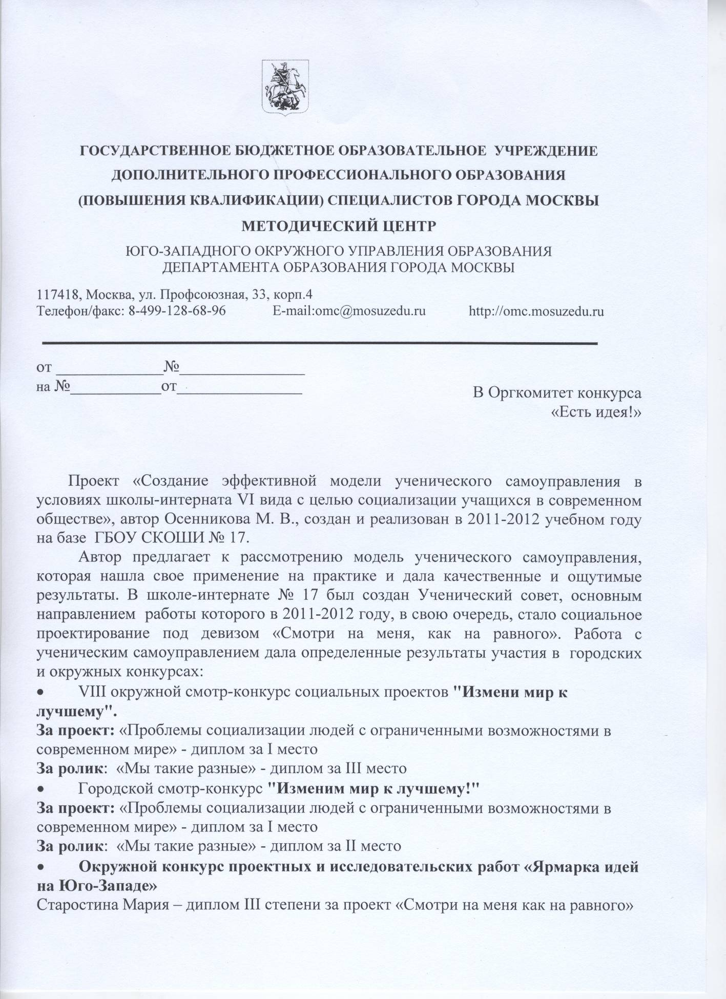 ГОСУДАРСТВЕННОЕ БЮДЖЕТНОЕ ОБРАЗОВАТЕЛЬНОЕ УЧРЕЖДЕНИЕ
ДОПОЛНИТЕЛЬНОГО ПРОФЕССИОНАЛЬНОГО ОБРАЗОВАНИЯ
(ПОВЫШЕНИЯ КВАЛИФИКАЦИИ) СПЕЦИАЛИСТОВ ГОРОДА МОСКВЫ
МЕТОДИЧЕСКИЙ ЦЕНТР
ЮГО-ЗАПАДНОГО ОКРУЖНОГО УПРАВЛЕНИЯ ОБРАЗОВАНИЯ
ДЕПАРТАМЕНТА ОБРАЗОВАНИЯ ГОРОДА МОСКВЫ
117418, Москва, ул. Профсоюзная, 33, корп.4
Телефон/факс: 8-499-128-68-96 E-mail:omc@mosuzedu.ru http://omc.mosuzedu.ru
от ______________№________________
на №____________от________________
В Оргкомитет конкурса
«Есть идея!»
Проект «Создание эффективной модели ученического самоуправления в
условиях школы-интерната VI вида с целью социализации учащихся в современном
обществе», автор Осенникова М. В., создан и реализован в 2011-2012 учебном году
на базе ГБОУ СКОШИ № 17.
Автор предлагает к рассмотрению модель ученического самоуправления,
которая нашла свое применение на практике и дала качественные и ощутимые
результаты. В школе-интернате № 17 был создан Ученический совет, основным
направлением работы которого в 2011-2012 году, в свою очередь, стало социальное
проектирование под девизом «Смотри на меня, как на равного». Работа с
ученическим самоуправлением дала определенные результаты участия в городских
и окружных конкурсах:
• VIII окружной смотр-конкурс социальных проектов "Измени мир к
лучшему".
За проект: «Проблемы социализации людей с ограниченными возможностями в
современном мире» - диплом за I место
За ролик: «Мы такие разные» - диплом за III место
• Городской смотр-конкурс "Изменим мир к лучшему!"
За проект: «Проблемы социализации людей с ограниченными возможностями в
современном мире» - диплом за I место
За ролик: «Мы такие разные» - диплом за II место
• Окружной конкурс проектных и исследовательских работ «Ярмарка идей
на Юго-Западе»
Старостина Мария – диплом III степени за проект «Смотри на меня как на равного»